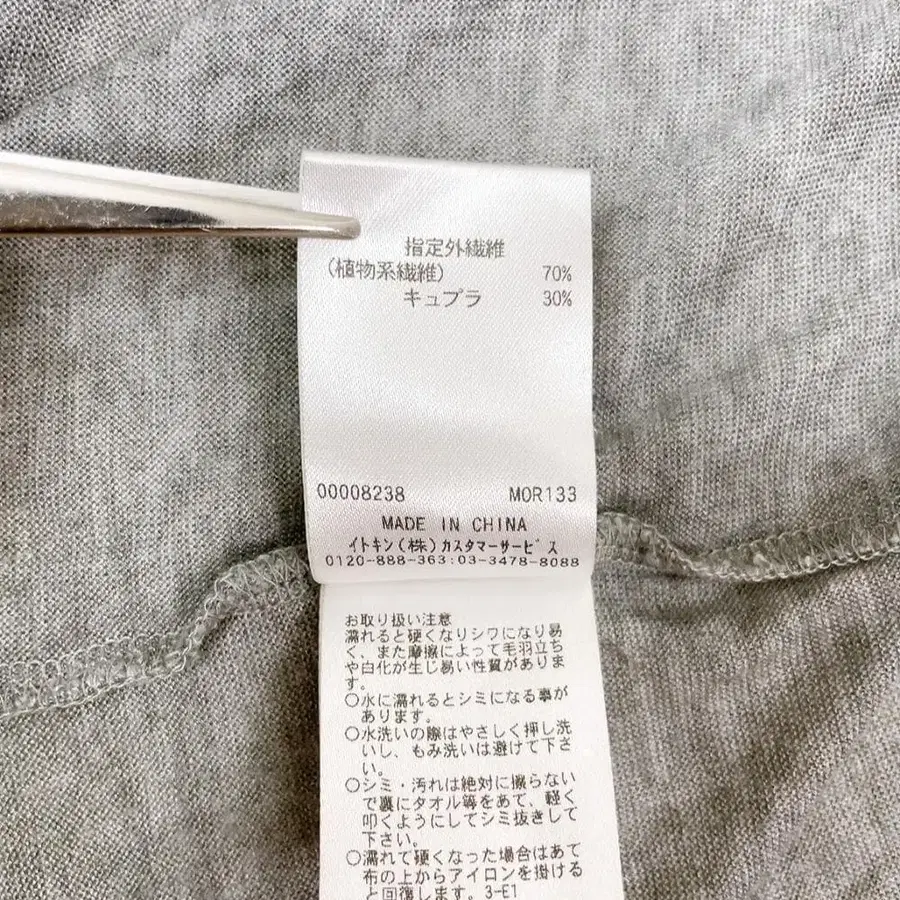 指定外繊維
(植物系繊維) 70%
キュプラ 30%
00008238 MOR133
MADE IN CHINA
イトキン(株)カスタマーサービス
0120-888-363:03-3478-8088
お取り扱い注意
濡れると硬くなりシワになり易
く、また摩擦によって毛羽立ち
や白化が生じ易い性質がありま
す。
○水に濡れるとシミになる事が
あります。
○水洗いの際はやさしく押し洗
いし、もみ洗いは避けて下さ
い。
○シミ・汚れは絶対に擦らない
で裏にタオル等をあて、軽く
叩くようにしてシミ抜きして
下さい。
○濡れて硬くなった場合はあて
布の上からアイロンを掛ける
と回復します。3-E1